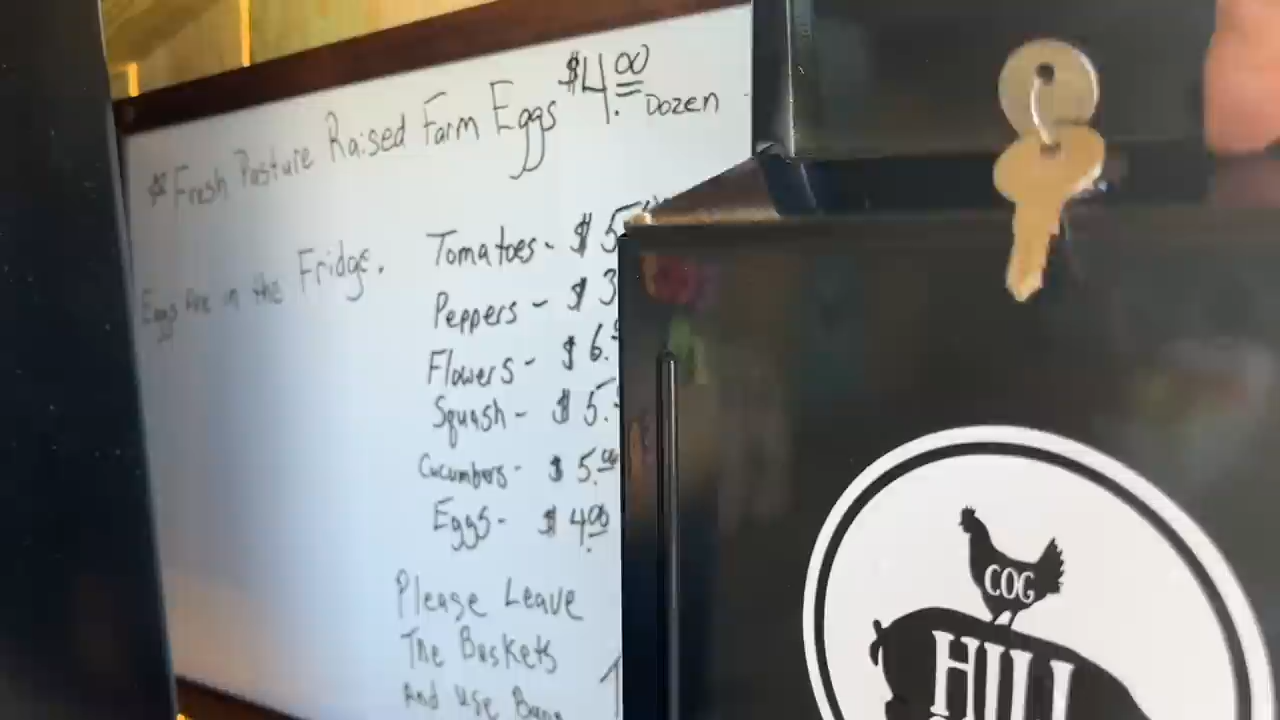 * Fresh Pasture Raised Farm Eggs $4.00 Dozen
Eggs Are in the Fridge.
Tomatoes - $5
Peppers - $3
Flowers - $6.
Squash - $5.
Cucumbers - $5.00
Eggs - $4.00
Please Leave
The Baskets
And Use
COG
HILL